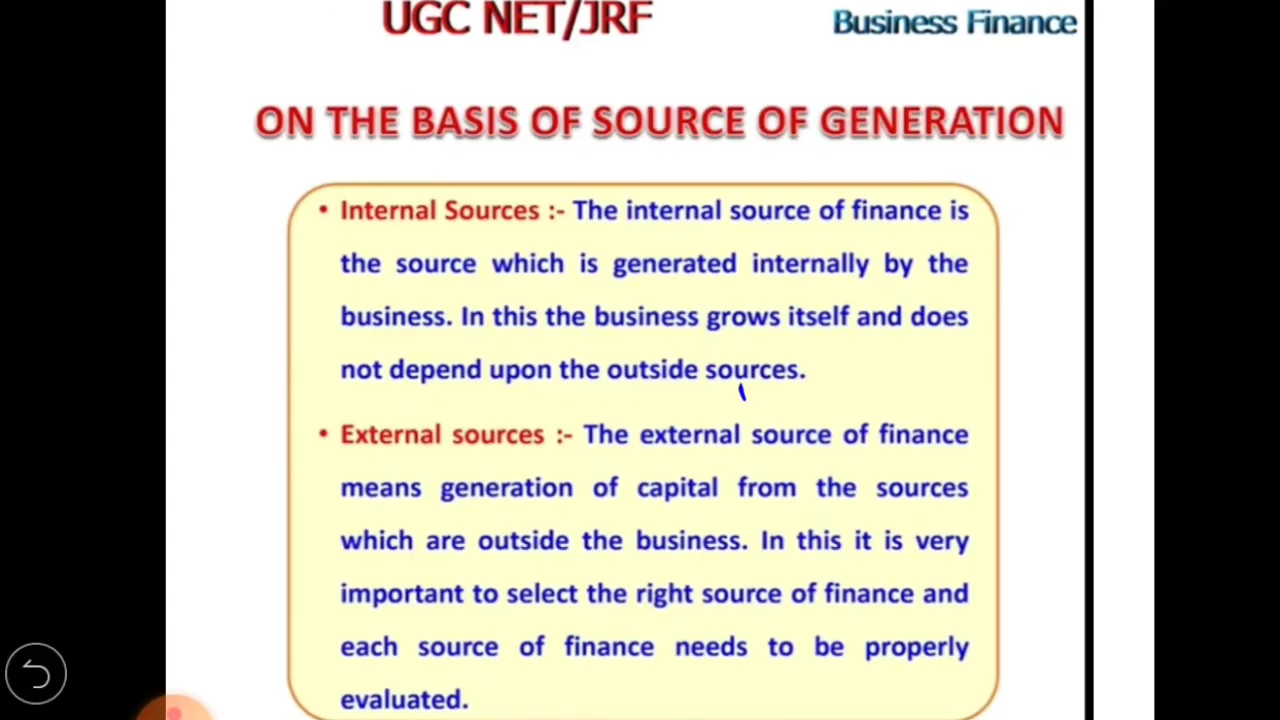 UGC NET/JRF
Business Finance
ON THE BASIS OF SOURCE OF GENERATION
• Internal Sources :- The internal source of finance is
the source which is generated internally by the
business. In this the business grows itself and does
not depend upon the outside sources.
• External sources :- The external source of finance
means generation of capital from the sources
which are outside the business. In this it is very
important to select the right source of finance and
each source of finance needs to be properly
evaluated.